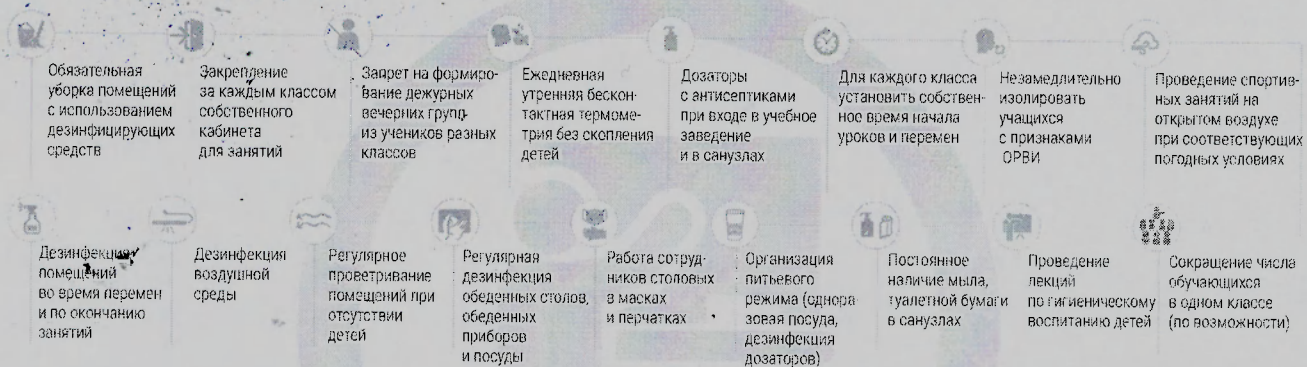 Обязательная
уборка помещений
с использованием
дезинфицирующих
средств
Закрепление
за каждым классом
собственного
кабинета
для занятий
Запрет на формиро-
вание дежурных
вечерних групп
из учеников разных
классов
Ежедневная
утренняя бескон-
тактная термоме-
трия без скопления
детей
Дозаторы
с антисептиками
при входе в учебное
заведение
и в санузлах
Для каждого класса
установить собствен-
ное время начала
уроков и перемен
Незамедлительно
изолировать
учащихся
с признаками
ОРВИ
Проведение спортив-
ных занятий на
открытом воздухе
при соответствующих
погодных условиях
Дезинфекция
помещений
во время перемен
и по окончанию
занятий
Дезинфекция
воздушной
среды
Регулярное
проветривание
помещений при
отсутствии
детей
Регулярная
дезинфекция
обеденных столов,
обеденных
приборов
и посуды
Работа сотруд-
ников столовых
в масках
и перчатках
Организация
питьевого
режима (однора
зовая посуда,
дезинфекция
дозаторов)
Постоянное
наличие мыла,
туалетной бумаги
в санузлах
Проведение
лекций
по гигиеническому
воспитанию детей
Сокращение числа
обучающихся
в одном классе
(по возможности)